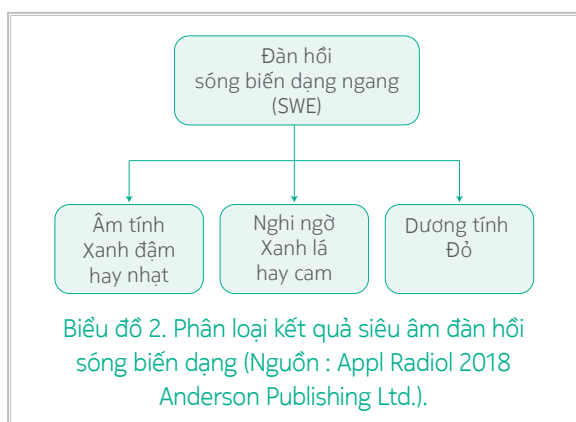 Đàn hồi
sóng biến dạng ngang
(SWE)
Âm tính
Xanh đậm
hay nhạt
Nghi ngờ
Xanh lá
hay cam
Dương tính
Đỏ
Biểu đồ 2. Phân loại kết quả siêu âm đàn hồi
sóng biến dạng (Nguồn : Appl Radiol 2018
Anderson Publishing Ltd.).